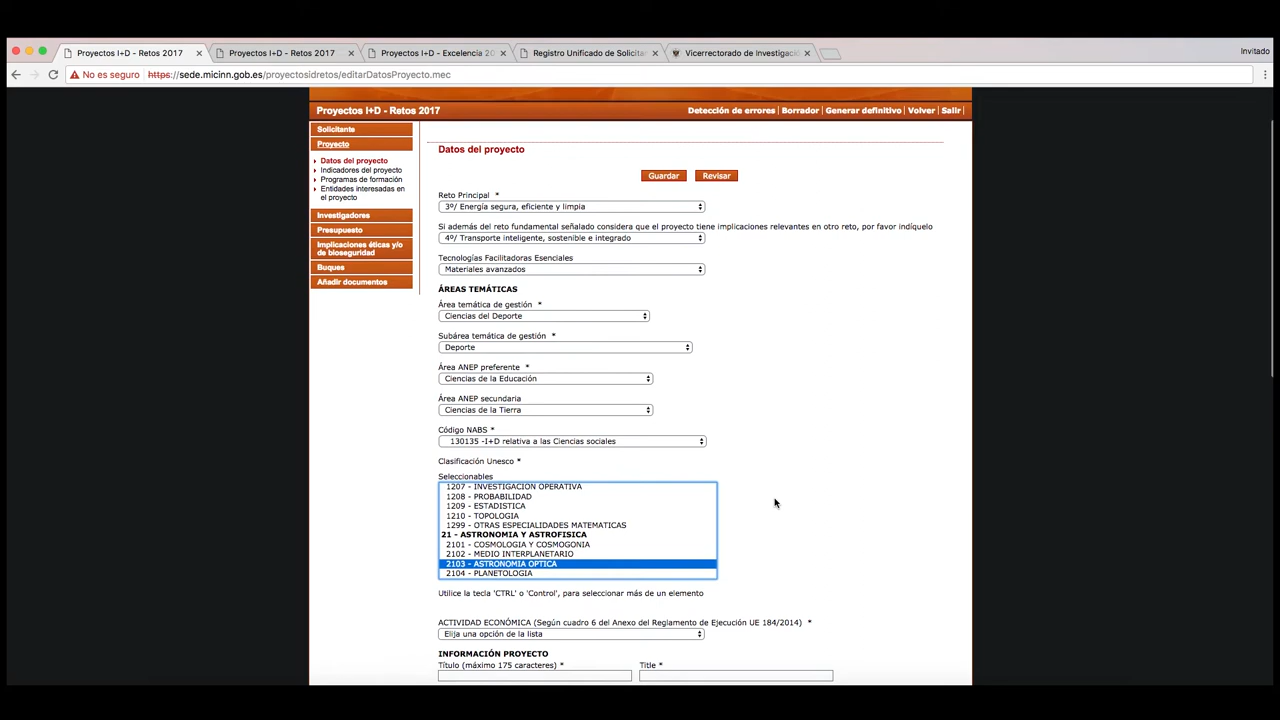 Proyectos I+D - Retos 2017
Proyectos I+D - Retos 2017
Proyectos I+D - Excelencia 20
Registro Unificado de Solicitan
Vicerrectorado de Investigació
Invitado
No es seguro
https://sede.micinn.gob.es/proyectosidretos/editarDatosProyecto.mec
Proyectos I+D - Retos 2017
Detección de errores | Borrador | Generar definitivo | Volver | Salir |
Solicitante
Proyecto
Datos del proyecto
Indicadores del proyecto
Programas de formación
Entidades interesadas en
el proyecto
Investigadores
Presupuesto
Implicaciones éticas y/o
de bioseguridad
Buques
Añadir documentos
Datos del proyecto
Guardar
Revisar
Reto Principal *
3º/ Energía segura, eficiente y limpia
Si además del reto fundamental señalado considera que el proyecto tiene implicaciones relevantes en otro reto, por favor indíquelo
4º/ Transporte inteligente, sostenible e integrado
Tecnologías Facilitadoras Esenciales
Materiales avanzados
ÁREAS TEMÁTICAS
Área temática de gestión *
Ciencias del Deporte
Subárea temática de gestión *
Deporte
Área ANEP preferente *
Ciencias de la Educación
Área ANEP secundaria
Ciencias de la Tierra
Código NABS *
130135 -I+D relativa a las Ciencias sociales
Clasificación Unesco *
Seleccionables
1207 - INVESTIGACION OPERATIVA
1208 - PROBABILIDAD
1209 - ESTADISTICA
1210 - TOPOLOGIA
1299 - OTRAS ESPECIALIDADES MATEMATICAS
21 - ASTRONOMIA Y ASTROFISICA
2101 - COSMOLOGIA Y COSMOGONIA
2102 - MEDIO INTERPLANETARIO
2103 - ASTRONOMIA OPTICA
2104 - PLANETOLOGIA
Utilice la tecla 'CTRL' o 'Control', para seleccionar más de un elemento
ACTIVIDAD ECONÓMICA (Según cuadro 6 del Anexo del Reglamento de Ejecución UE 184/2014) *
Elija una opción de la lista
INFORMACIÓN PROYECTO
Título (máximo 175 caracteres) *
Title *